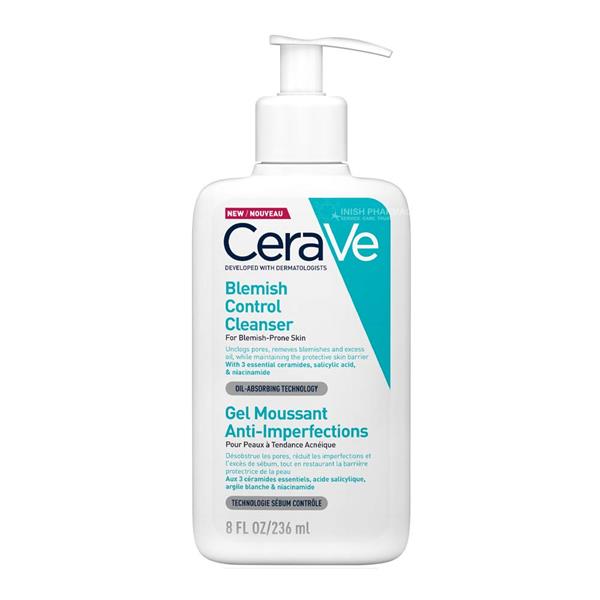 INISH PHARMACY
NEW / NOUVEAU
CeraVe
DEVELOPED WITH DERMATOLOGISTS
Blemish
Control
Cleanser
For Blemish-Prone Skin
Unclogs pores, removes blemishes and excess
oil, while maintaining the protective skin barrier
With 3 essential ceramides, salicylic acid,
& niacinamide
OIL-ABSORBING TECHNOLOGY
Gel Moussant
Anti-Imperfections
Pour Peaux à Tendance Acnéique
Désobstrue les pores, réduit les imperfections et
l'excès de sébum, tout en restaurant la barrière
protectrice de la peau
Aux 3 céramides essentiels, acide salicylique,
argile blanche & niacinamide
TECHNOLOGIE SÉBUM CONTRÔLE
8 FL OZ/236 ml